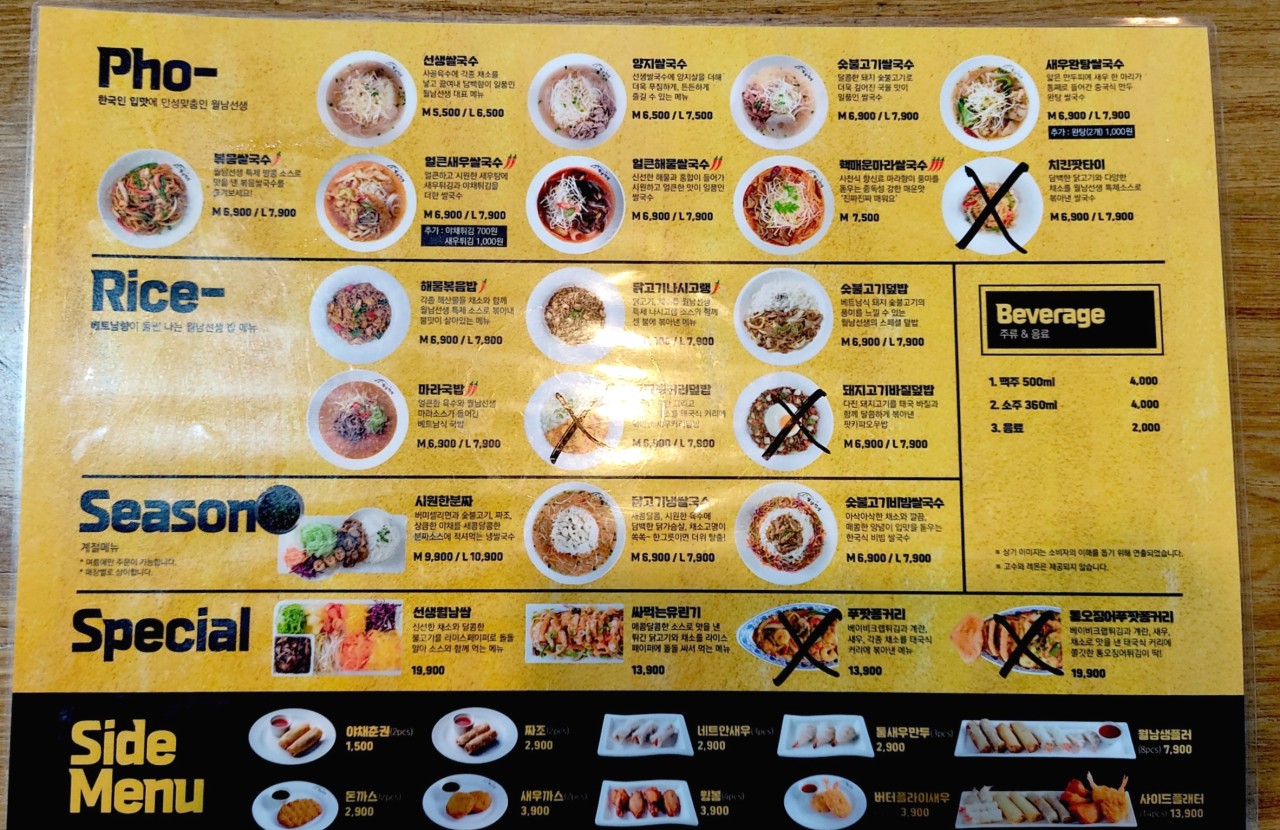 Pho-
한국인 입맛에 안성맞춤인 월남선생
선생쌀국수
사골육수에 각종 채소를
넣고 끓여내 담백함이 일품인
월남선생 대표 메뉴
M 5,500 / L 6,500
양지쌀국수
선생쌀국수에 양지살을 더해
더욱 푸짐하게, 든든하게
즐길 수 있는 메뉴
M 6,500 / L 7,500
숯불고기쌀국수
달콤한 돼지 숯불고기로
더욱 깊어진 국물 맛이
일품인 쌀국수
M 6,900 / L 7,900
새우완탕쌀국수
얇은 만두피에 새우 한 마리가
통째로 들어간 중국식 만두
완탕 쌀국수
M 6,900 / L 7,900
추가 : 완탕(2개) 1,000원
볶음쌀국수
월남선생 특제 땅콩 소스로
맛을 낸 볶음쌀국수를
즐겨보세요!
M 6,900 / L 7,900
얼큰새우쌀국수
얼큰하고 시원한 새우탕에
새우튀김과 야채튀김을
더한 쌀국수
M 6,900 / L 7,900
추가 : 야채튀김 700원
새우튀김 1,000원
얼큰해물쌀국수
신선한 해물과 홍합이 들어가
시원하고 얼큰한 맛이 일품인
쌀국수
M 6,900 / L 7,900
핵매운마라쌀국수
사천식 향신료 마라향이 풍미를
돋우는 중독성 강한 매운맛
"진짜진짜 매워요"
M 7,500
치킨팟타이
담백한 닭고기와 다양한
채소를 월남선생 특제소스로
볶아낸 쌀국수
M 6,900 / L 7,900
Rice-
베트남향이 물씬 나는 월남선생 밥 메뉴
해물볶음밥
각종 해산물을 채소와 함께
월남선생 특제 소스로 볶아내
불맛이 살아있는 메뉴
M 6,900 / L 7,900
닭고기나시고랭
닭고기, 채소를 월남선생
특제 나시고랭 소스와 함께
센 불에 볶아낸 메뉴
L 7,900
숯불고기덮밥
베트남식 돼지 숯불고기의
풍미를 느낄 수 있는
월남선생의 스페셜 덮밥
M 6,900 / L 7,900
마라국밥
얼큰한 육수와 월남선생
마라소스가 들어간
베트남식 국밥
M 6,900 / L 7,900
커리덮밥
태국식 커리에
M 6,900 / L 7,900
돼지고기바질덮밥
다진 돼지고기를 태국 바질과
함께 달콤하게 볶아낸
팟카파오무쌉
M 6,900 / L 7,900
Beverage
주류 & 음료
1. 맥주 500ml 4,000
2. 소주 360ml 4,000
3. 음료 2,000
※ 상기 이미지는 소비자의 이해를 돕기 위해 연출되었습니다.
※ 고수와 레몬은 제공되지 않습니다.
Season
계절메뉴
* 여름에만 주문이 가능합니다.
* 매장별로 상이합니다.
시원한분짜
버미셀리면과 숯불고기, 짜조,
상큼한 야채를 새콤달콤한
분짜소스에 적셔먹는 냉쌀국수
M 9,900 / L 10,900
닭고기냉쌀국수
새콤달콤, 시원한 육수에
담백한 닭가슴살, 채소고명이
쏙쏙~ 한그릇이면 더위 탈출!
M 6,900 / L 7,900
숯불고기비빔쌀국수
아삭아삭한 채소와 깔끔,
매콤한 양념이 입맛을 돋우는
한국식 비빔 쌀국수
M 6,900 / L 7,900
Special
선생월남쌈
신선한 채소와 달콤한
불고기를 라이스페이퍼로 돌돌
말아 소스와 함께 먹는 메뉴
19,900
싸먹는유린기
매콤달콤한 소스로 맛을 낸
튀긴 닭고기와 채소를 라이스
페이퍼에 돌돌 싸서 먹는 메뉴
13,900
푸팟퐁커리
베이비크랩튀김과 계란,
새우, 각종 채소를 태국식
커리에 볶아낸 메뉴
13,900
통오징어푸팟퐁커리
베이비크랩튀김과 계란, 새우,
채소로 맛을 낸 태국식 커리에
쫄깃한 통오징어튀김이 떡!
19,900
Side
Menu
야채춘권(2pcs)
1,500
짜조(2pcs)
2,900
네트안새우
2,900
통새우만두(3pcs)
2,900
월남샘플러
(8pcs) 7,900
돈까스(2pcs)
2,900
새우까스(2pcs)
3,900
윙봉
3,900
버터플라이새우
3,900
사이드플래터
13,900